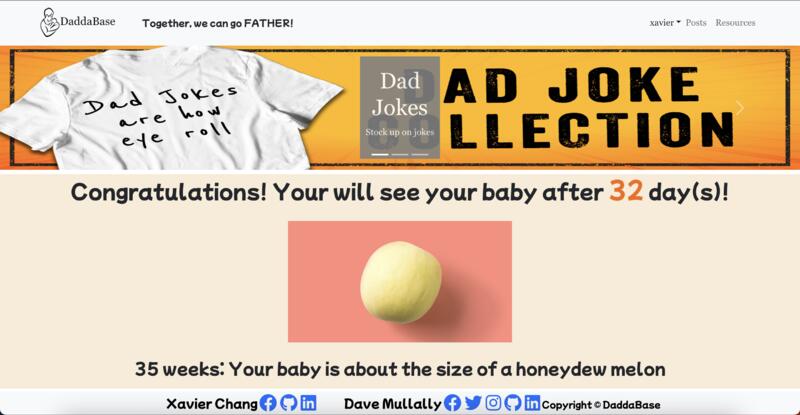 DaddaBase
Together, we can go FATHER!
xavier Posts Resources
Dad Jokes
are how
eye roll
Dad
Jokes
Stock up on jokes
AD JOKE
LLECTION
Congratulations! Your will see your baby after 32 day(s)!
35 weeks: Your baby is about the size of a honeydew melon
Xavier Chang Dave Mullally Copyright © DaddaBase